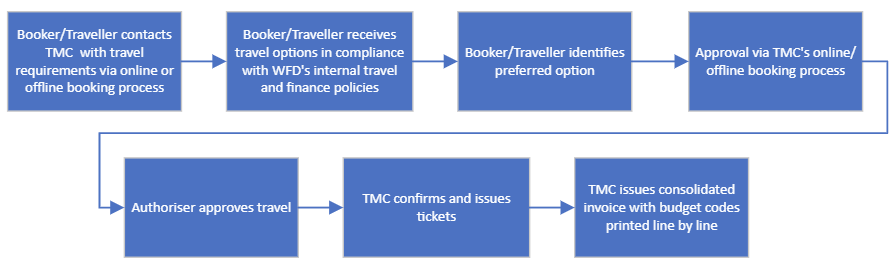 Booker/Traveller contacts
TMC  with travel
requirements via online or
offline booking process
Booker/Traveller receives
travel options in compliance
with WFD's internal travel
and finance policies
Booker/Traveller identifies
preferred option
Approval via TMC's online/
offline booking process
Authoriser approves travel
TMC confirms and issues
tickets
TMC issues consolidated
invoice with budget codes
printed line by line